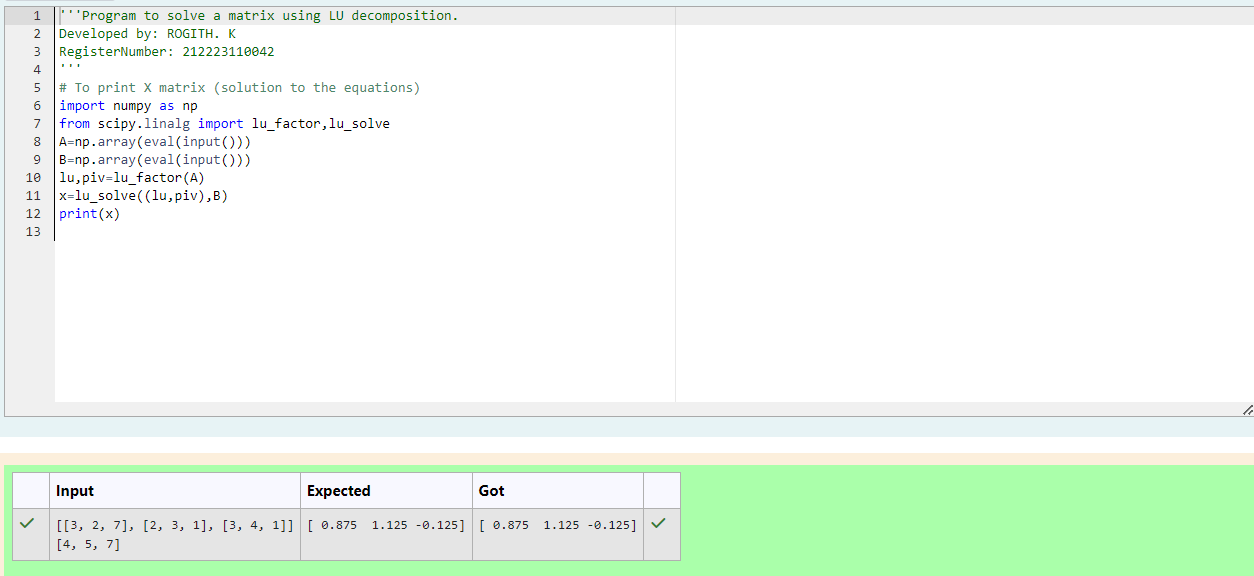 1 '''Program to solve a matrix using LU decomposition.
2 Developed by: ROGITH. K
3 RegisterNumber: 212223110042
4 '''
5 # To print X matrix (solution to the equations)
6 import numpy as np
7 from scipy.linalg import lu_factor,lu_solve
8 A=np.array(eval(input()))
9 B=np.array(eval(input()))
10 lu,piv=lu_factor(A)
11 x=lu_solve((lu,piv),B)
12 print(x)
13
Input Expected Got
[[3, 2, 7], [2, 3, 1], [3, 4, 1]] [ 0.875  1.125 -0.125] [ 0.875  1.125 -0.125]
[4, 5, 7]